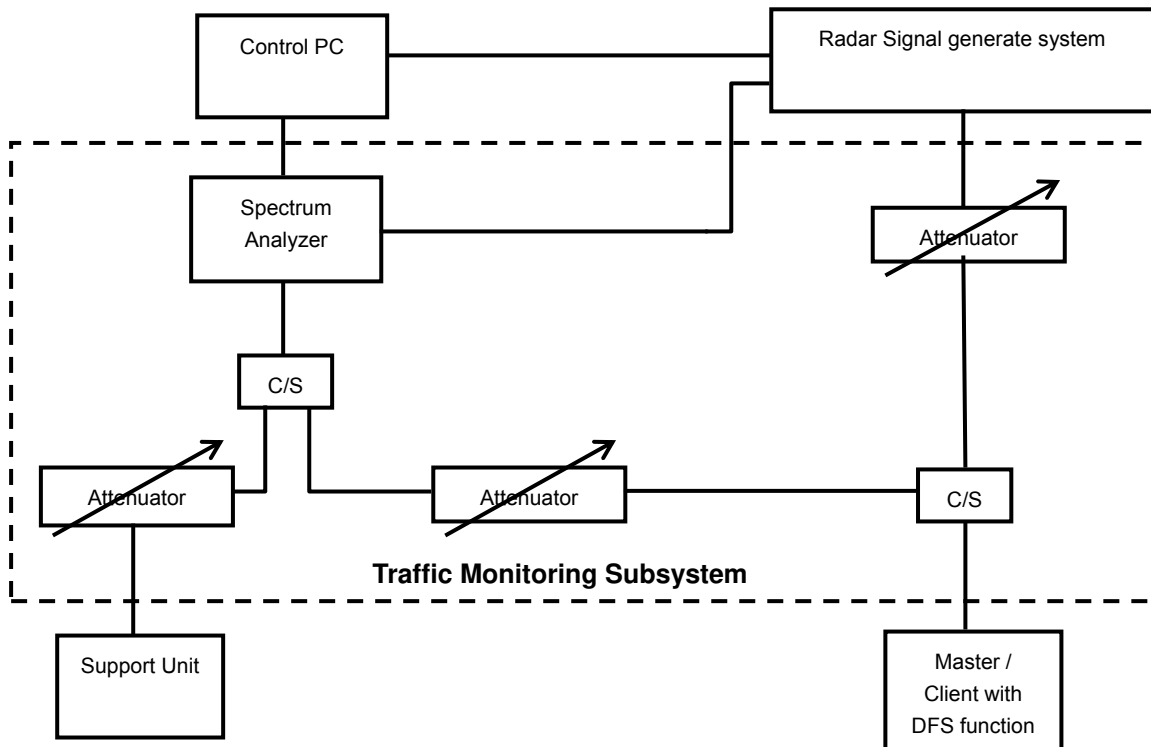 Control PC
Radar Signal generate system
Spectrum
Analyzer
Attenuator
C/S
Attenuator
Attenuator
C/S
Traffic Monitoring Subsystem
Support Unit
Master /
Client with
DFS function